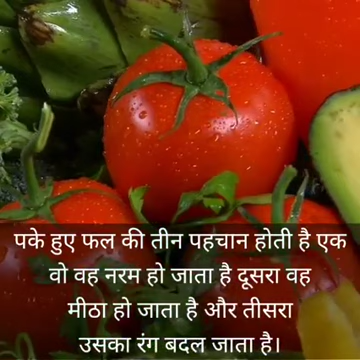 पके हुए फल की तीन पहचान होती है एक
वो वह नरम हो जाता है दूसरा वह
मीठा हो जाता है और तीसरा
उसका रंग बदल जाता है।